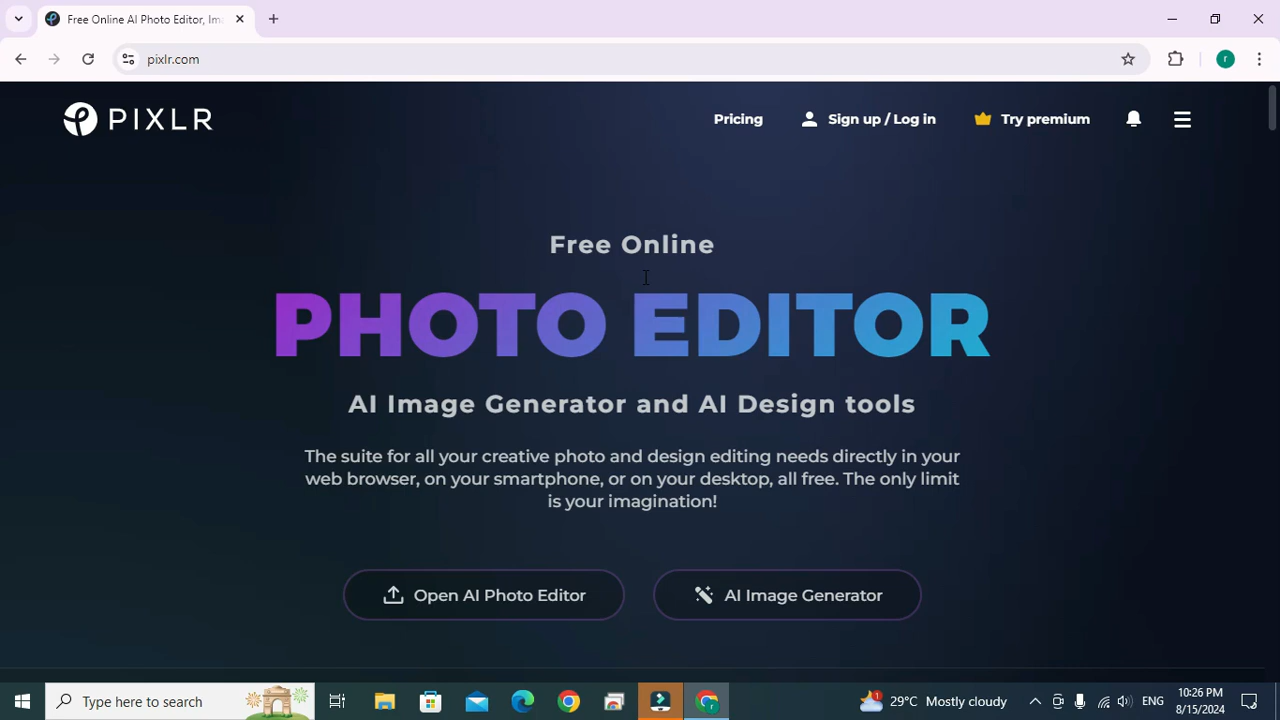 Free Online AI Photo Editor, Im
pixlr.com
r
PIXLR
Pricing
Sign up / Log in
Try premium
Free Online
PHOTO EDITOR
AI Image Generator and AI Design tools
The suite for all your creative photo and design editing needs directly in your
web browser, on your smartphone, or on your desktop, all free. The only limit
is your imagination!
Open AI Photo Editor
AI Image Generator
Type here to search
1
29°C Mostly cloudy
ENG
10:26 PM
8/15/2024